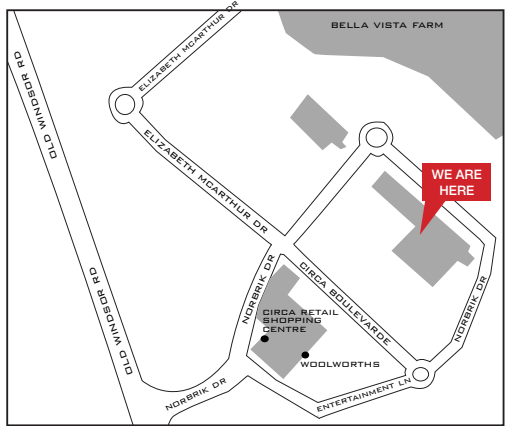 BELLA VISTA FARM
ELIZABETH MCARTHUR DR
OLD WINDSOR RD
ELIZABETH MCARTHUR DR
WE ARE
HERE
NORBRIK DR
CIRCA BOULEVARDE
OLD WINDSOR RD
NORBRIK DR
CIRCA RETAIL
SHOPPING
CENTRE
WOOLWORTHS
NORBRIK DR
ENTERTAINMENT LN